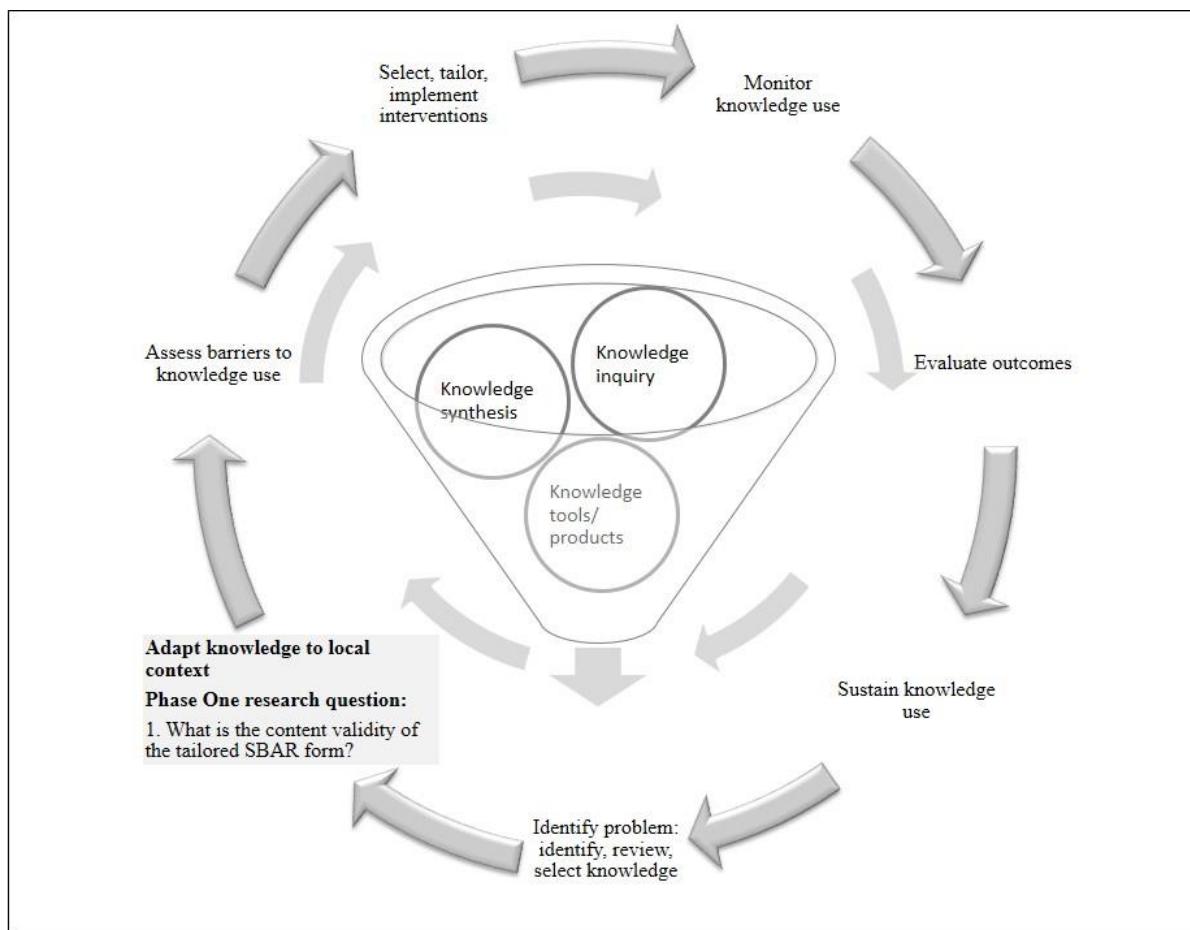 Select, tailor,
implement
interventions
Monitor
knowledge use
Assess barriers to
knowledge use
Knowledge
inquiry
Knowledge
synthesis
Knowledge
tools/
products
Evaluate outcomes
Adapt knowledge to local
context
Phase One research question:
1. What is the content validity of
the tailored SBAR form?
Sustain knowledge
use
Identify problem:
identify, review,
select knowledge